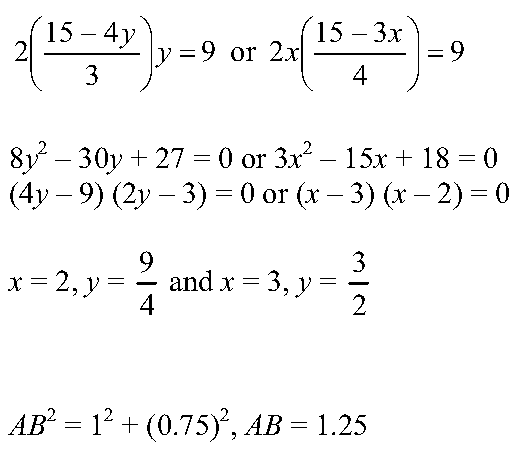 2((15 – 4y)/3)y = 9 or 2x((15 – 3x)/4) = 9
8y² – 30y + 27 = 0 or 3x² – 15x + 18 = 0
(4y – 9) (2y – 3) = 0 or (x – 3) (x – 2) = 0
x = 2, y = 9/4 and x = 3, y = 3/2
AB² = 1² + (0.75)², AB = 1.25